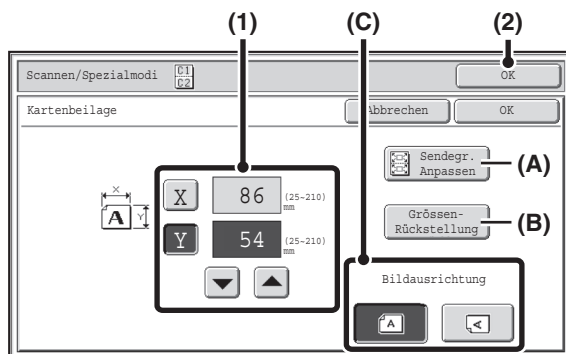 (1) (C) (2)
Scannen/Spezialmodi C1 C2 OK
Kartenbeilage Abbrechen OK
Sendegr. Anpassen (A)
X 86 (25~210) mm
X Y A
Y 54 (25~210) mm
Grössen-
Rückstellung (B)
Bildausrichtung
A A